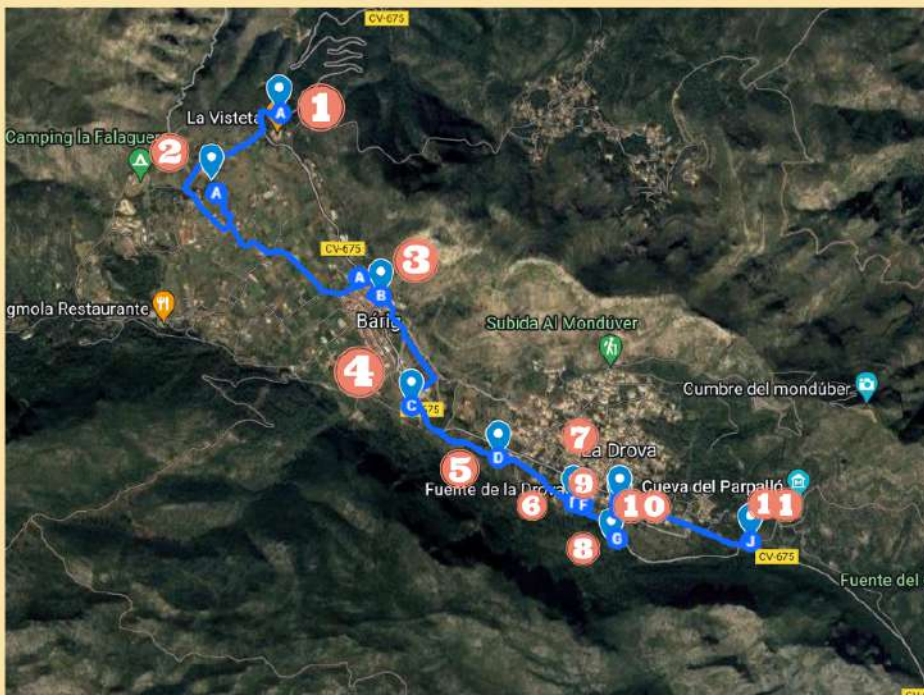 CV-675
1
La Visteta
A
Camping la Falaguer
2
A
CV-675
3
A
B
gmola Restaurante
Bárig
Subida Al Mondúver
4
C
675
Cumbre del mondúber
7
La Drova
D
5
9
Cueva del Parpalló
Fuente de la Drova
6
F
10
11
G
8
J
CV-675
Fuente del